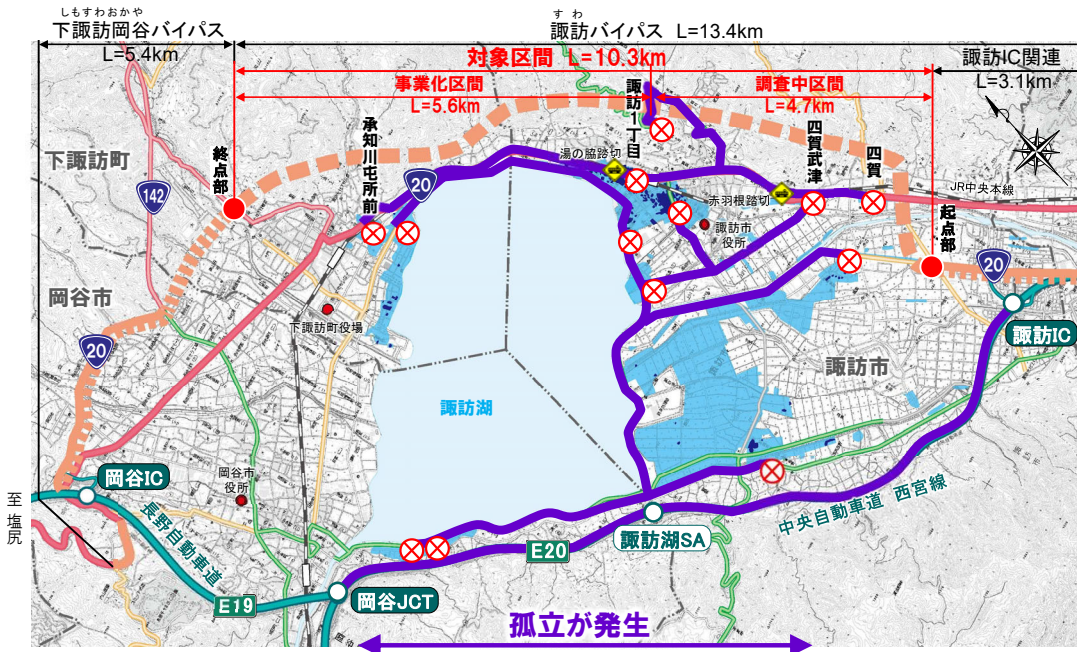 しもすわおかや
下諏訪岡谷バイパス
L=5.4km
すわ
諏訪バイパス L=13.4km
対象区間 L=10.3km
諏訪IC関連
L=3.1km
事業化区間
L=5.6km
調査中区間
L=4.7km
諏訪1丁目
承知川屯所前
終点部
下諏訪町
142
20
湯の脇踏切
四賀武津
四賀
JR中央本線
赤羽根踏切
諏訪市
役所
起点部
20
岡谷市
20
下諏訪町役場
諏訪IC
諏訪市
諏訪湖
岡谷IC
岡谷市
役所
至 塩尻
長野自動車道
諏訪湖SA
中央自動車道 西宮線
E20
E19
岡谷JCT
孤立が発生